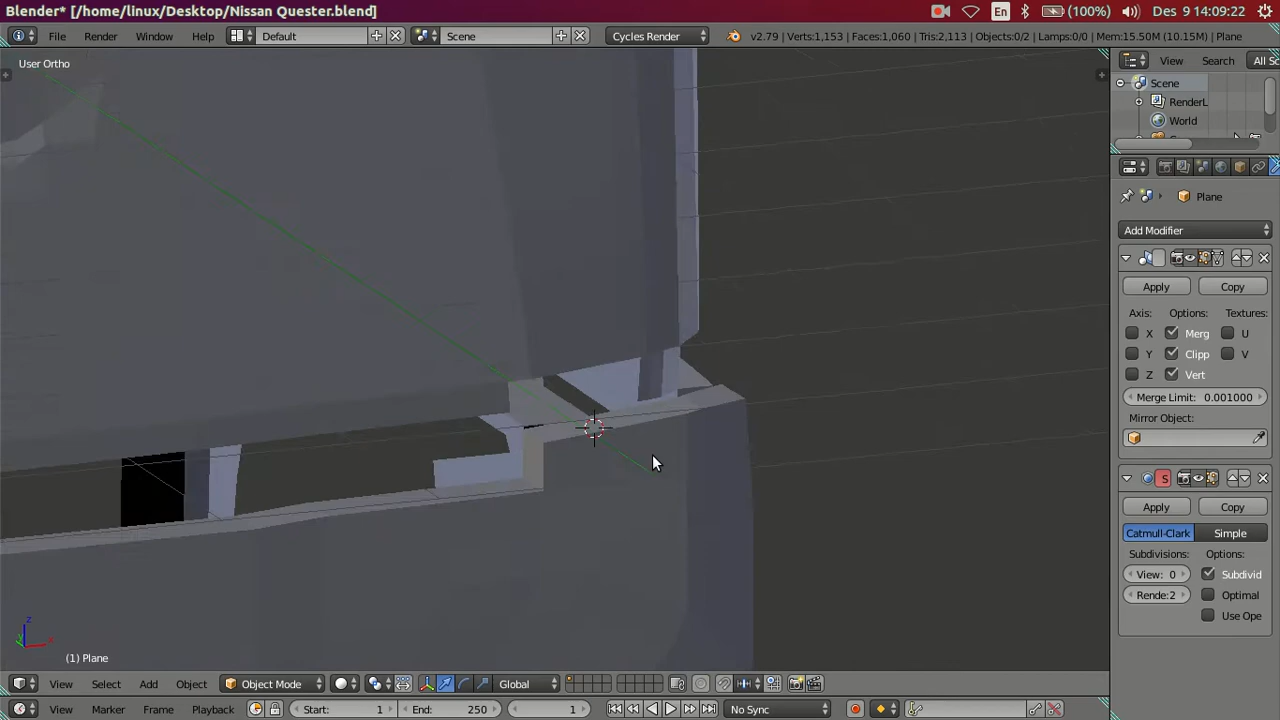 Blender* [/home/linux/Desktop/Nissan Quester.blend]
En (100%) Des 9 14:09:22
File Render Window Help Default Scene Cycles Render v2.79 | Verts:1,153 | Faces:1,060 | Tris:2,113 | Objects:0/2 | Lamps:0/0 | Mem:15.50M (10.15M) | Plane
User Ortho
View Search All Sc
Scene
RenderL
World
Plane
Add Modifier
Apply Copy
Axis: Options: Textures:
X Merg U
Y Clipp V
Z Vert
Merge Limit: 0.001000
Mirror Object:
S
Apply Copy
Catmull-Clark Simple
Subdivisions: Options:
View: 0 Subdivid
Rende:2 Optimal
Use Ope
z
x
y
(1) Plane
View Select Add Object Object Mode Global
View Marker Frame Playback Start: 1 End: 250 1 No Sync